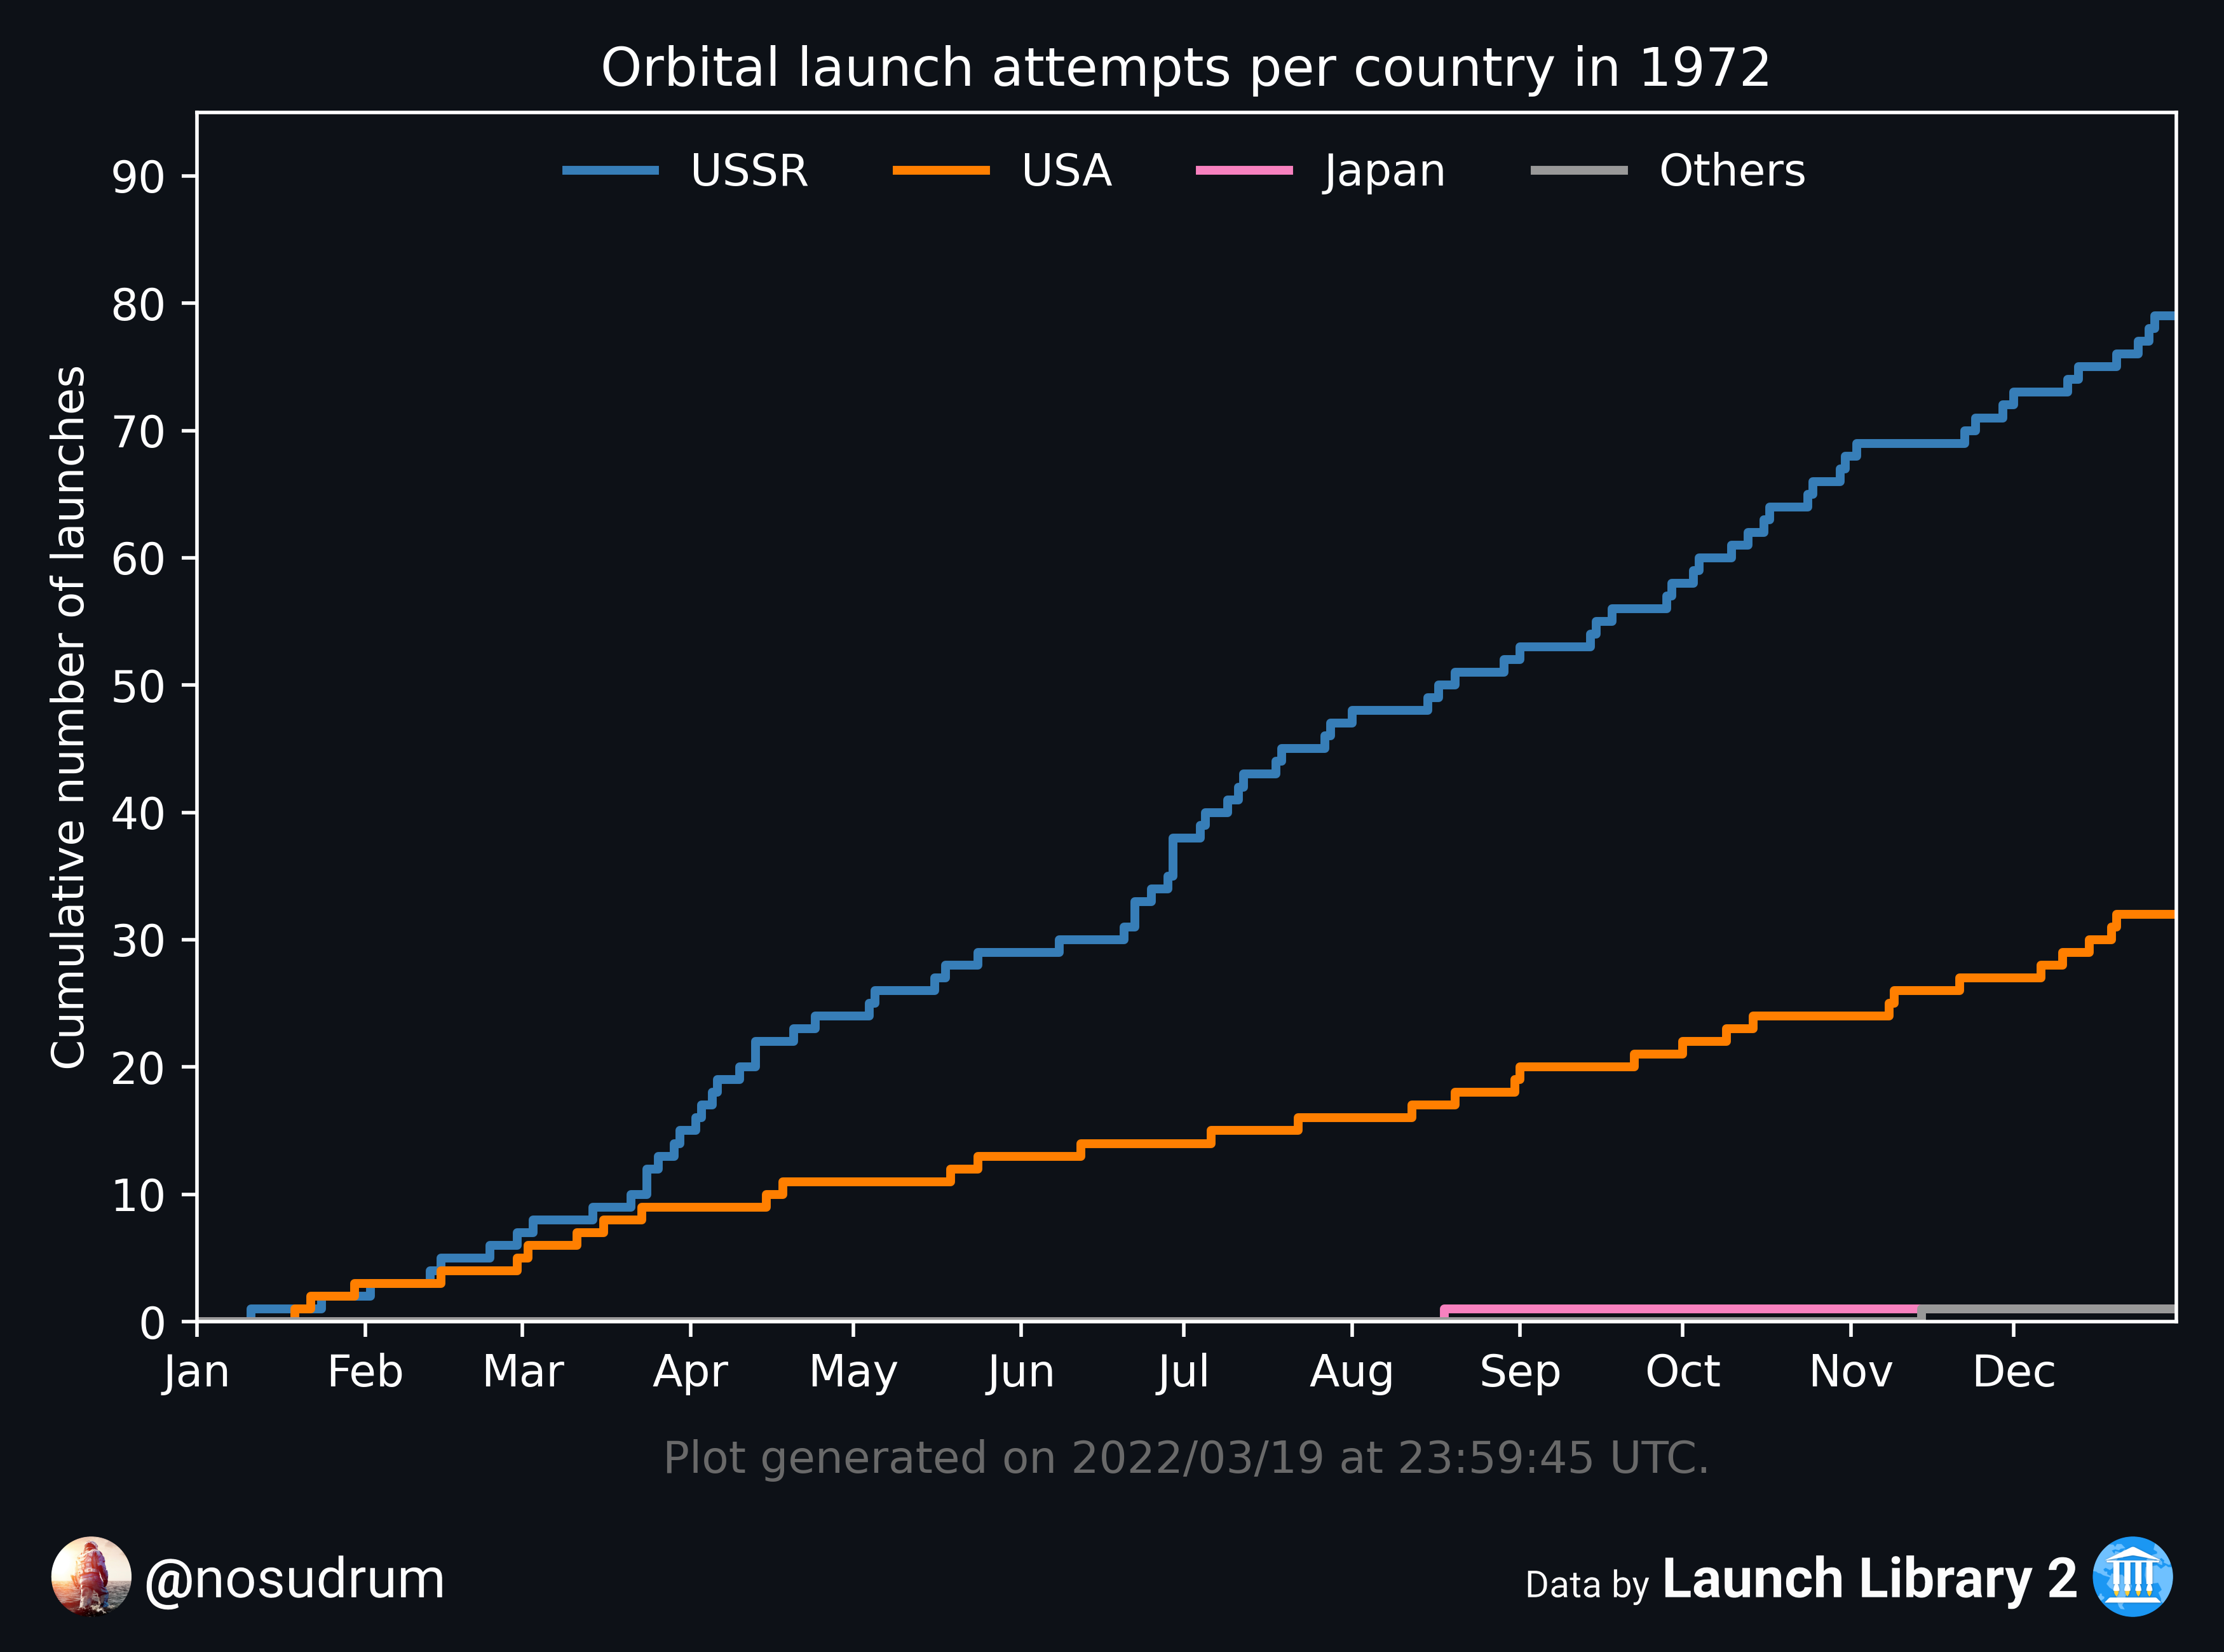 Orbital launch attempts per country in 1972
USSR USA Japan Others
90
80
70
60
50
40
30
20
10
0
Cumulative number of launches
Jan Feb Mar Apr May Jun Jul Aug Sep Oct Nov Dec
Plot generated on 2022/03/19 at 23:59:45 UTC.
@nosudrum
Data by Launch Library 2